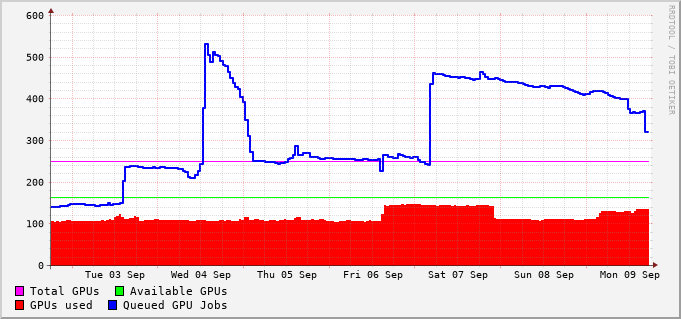 RRDTOOL / TOBI OETIKER
600
500
400
300
200
100
0
Tue 03 Sep Wed 04 Sep Thu 05 Sep Fri 06 Sep Sat 07 Sep Sun 08 Sep Mon 09 Sep
Total GPUs Available GPUs
GPUs used Queued GPU Jobs